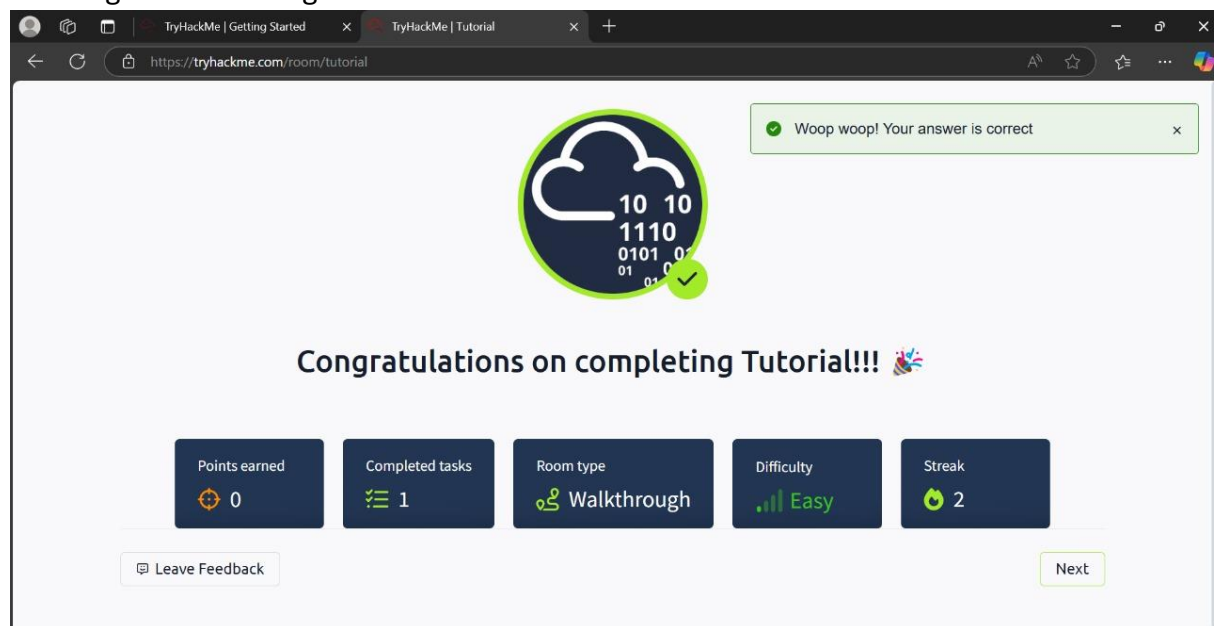 TryHackMe | Getting Started
TryHackMe | Tutorial
https://tryhackme.com/room/tutorial
Woop woop! Your answer is correct
10 10
1110
0101
01
01
Congratulations on completing Tutorial!!! 🎉
Points earned
0
Completed tasks
1
Room type
Walkthrough
Difficulty
Easy
Streak
2
Leave Feedback
Next